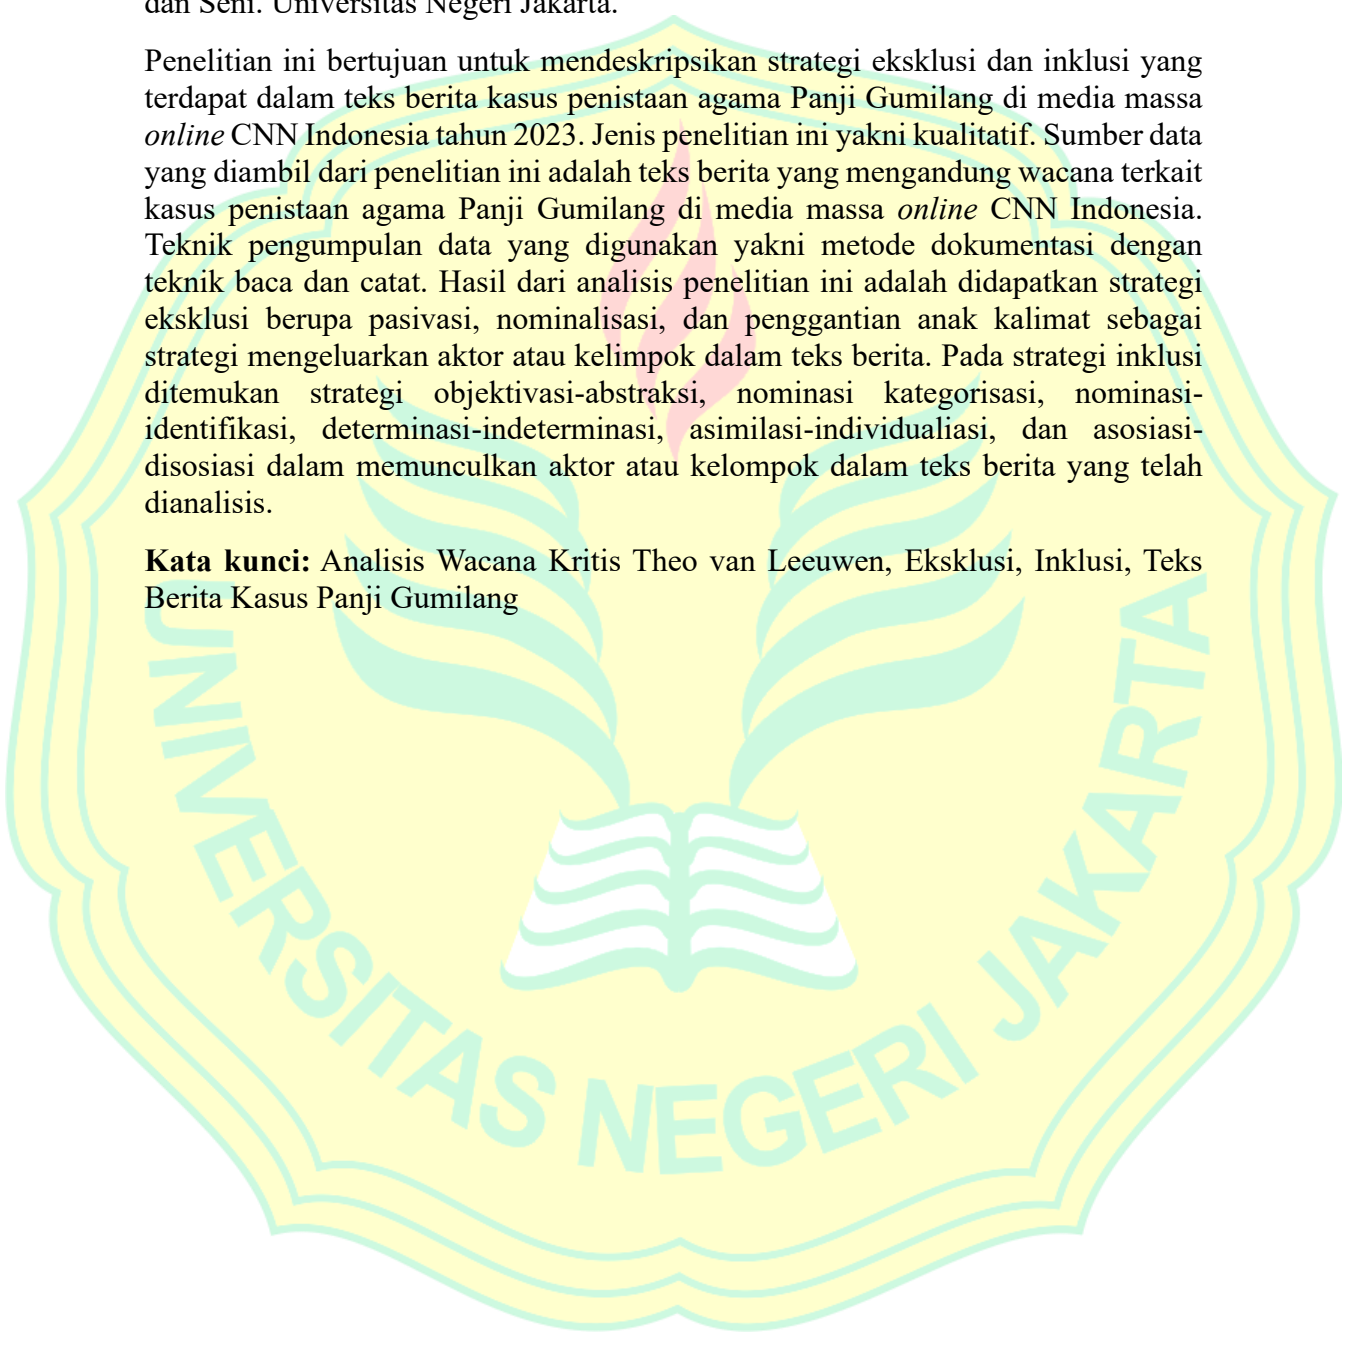 dan Seni. Universitas Negeri Jakarta.
Penelitian ini bertujuan untuk mendeskripsikan strategi eksklusi dan inklusi yang
terdapat dalam teks berita kasus penistaan agama Panji Gumilang di media massa
online CNN Indonesia tahun 2023. Jenis penelitian ini yakni kualitatif. Sumber data
yang diambil dari penelitian ini adalah teks berita yang mengandung wacana terkait
kasus penistaan agama Panji Gumilang di media massa online CNN Indonesia.
Teknik pengumpulan data yang digunakan yakni metode dokumentasi dengan
teknik baca dan catat. Hasil dari analisis penelitian ini adalah didapatkan strategi
eksklusi berupa pasivasi, nominalisasi, dan penggantian anak kalimat sebagai
strategi mengeluarkan aktor atau kelimpok dalam teks berita. Pada strategi inklusi
ditemukan strategi objektivasi-abstraksi, nominasi kategorisasi, nominasi-
identifikasi, determinasi-indeterminasi, asimilasi-individualiasi, dan asosiasi-
disosiasi dalam memunculkan aktor atau kelompok dalam teks berita yang telah
dianalisis.
Kata kunci: Analisis Wacana Kritis Theo van Leeuwen, Eksklusi, Inklusi, Teks
Berita Kasus Panji Gumilang
UNIVERSITAS NEGERI JAKARTA